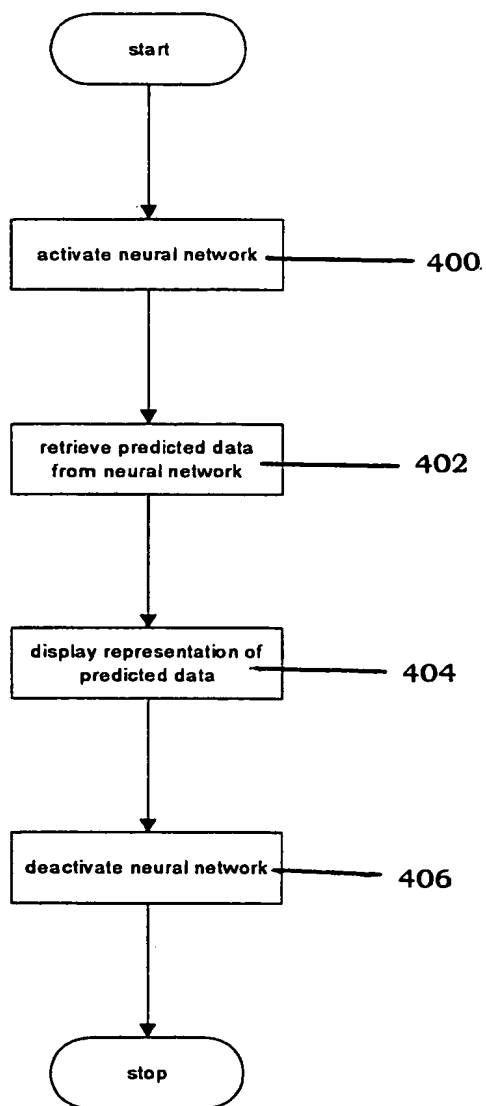 start
activate neural network
400
retrieve predicted data
from neural network
402
display representation of
predicted data
404
deactivate neural network
406
stop